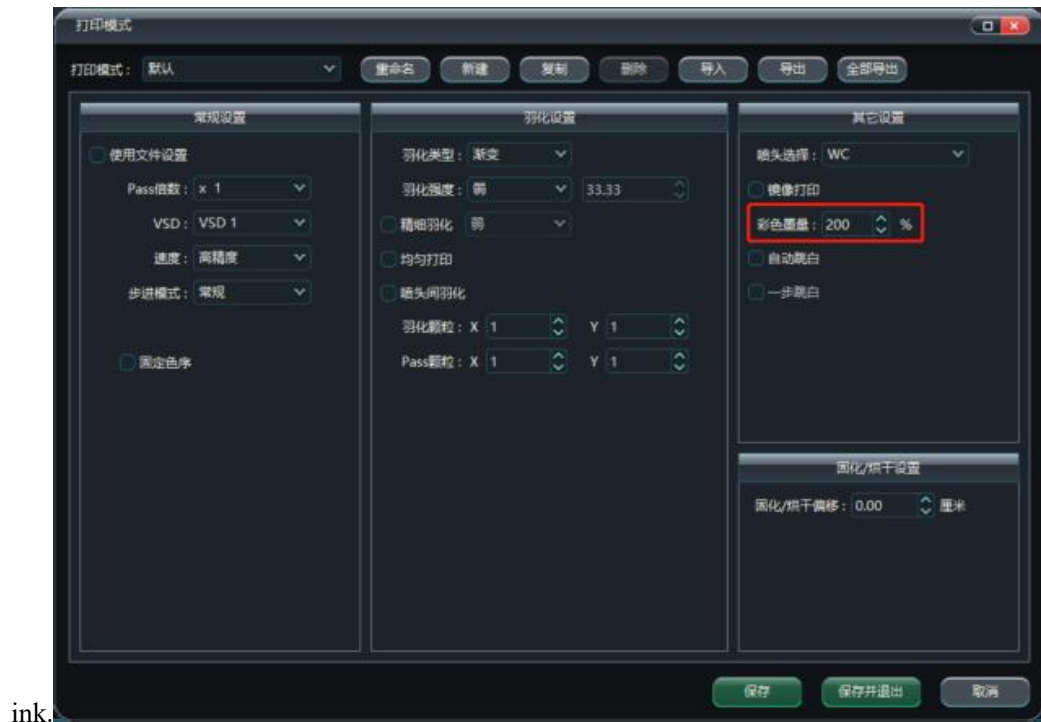 打印模式
打印模式： 默认 重命名 新建 复制 删除 导入 导出 全部导出
常规设置
使用文件设置
Pass倍数： x 1
VSD： VSD 1
速度： 高精度
步进模式： 常规
固定色序
羽化设置
羽化类型： 渐变
羽化强度： 弱 33.33
精细羽化 弱
均匀打印
喷头间羽化
羽化颗粒： X 1 Y 1
Pass颗粒： X 1 Y 1
其它设置
喷头选择： WC
镜像打印
彩色墨量： 200 %
自动跳白
一步跳白
固化/烘干设置
固化/烘干偏移： 0.00 厘米
保存 保存并退出 取消
ink.